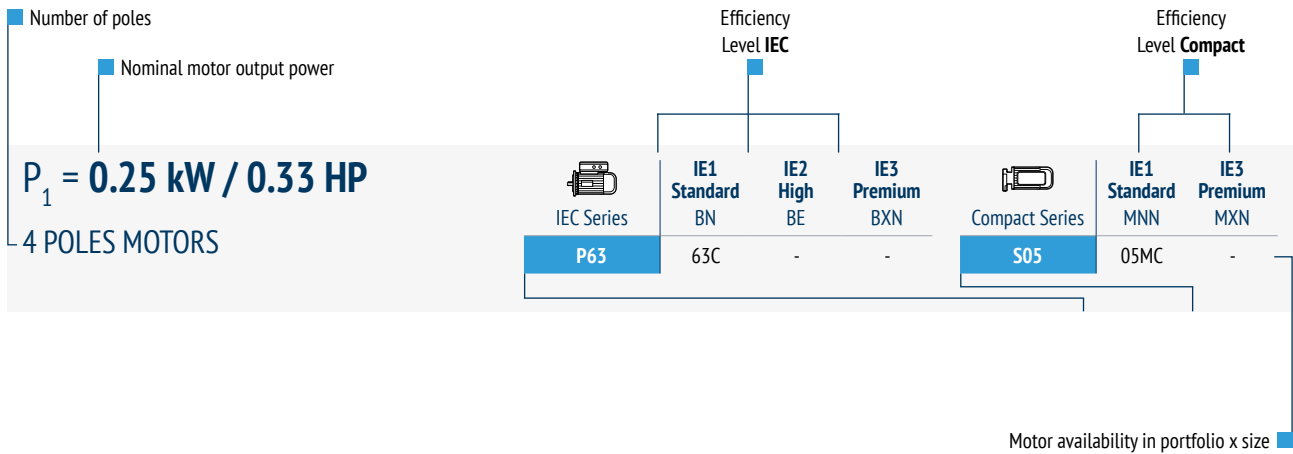 Number of poles
Nominal motor output power
Efficiency
Level IEC
Efficiency
Level Compact
P1 = 0.25 kW / 0.33 HP
4 POLES MOTORS
IEC Series
IE1
Standard
BN
IE2
High
BE
IE3
Premium
BXN
Compact Series
IE1
Standard
MNN
IE3
Premium
MXN
P63 63C - -
S05 05MC -
Motor availability in portfolio x size